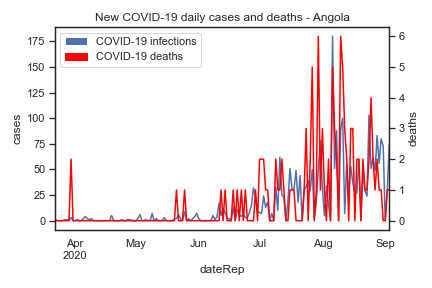 New COVID-19 daily cases and deaths - Angola
COVID-19 infections
COVID-19 deaths
175
150
125
100
75
50
25
0
cases
6
5
4
3
2
1
0
deaths
Apr May Jun Jul Aug Sep
2020
dateRep